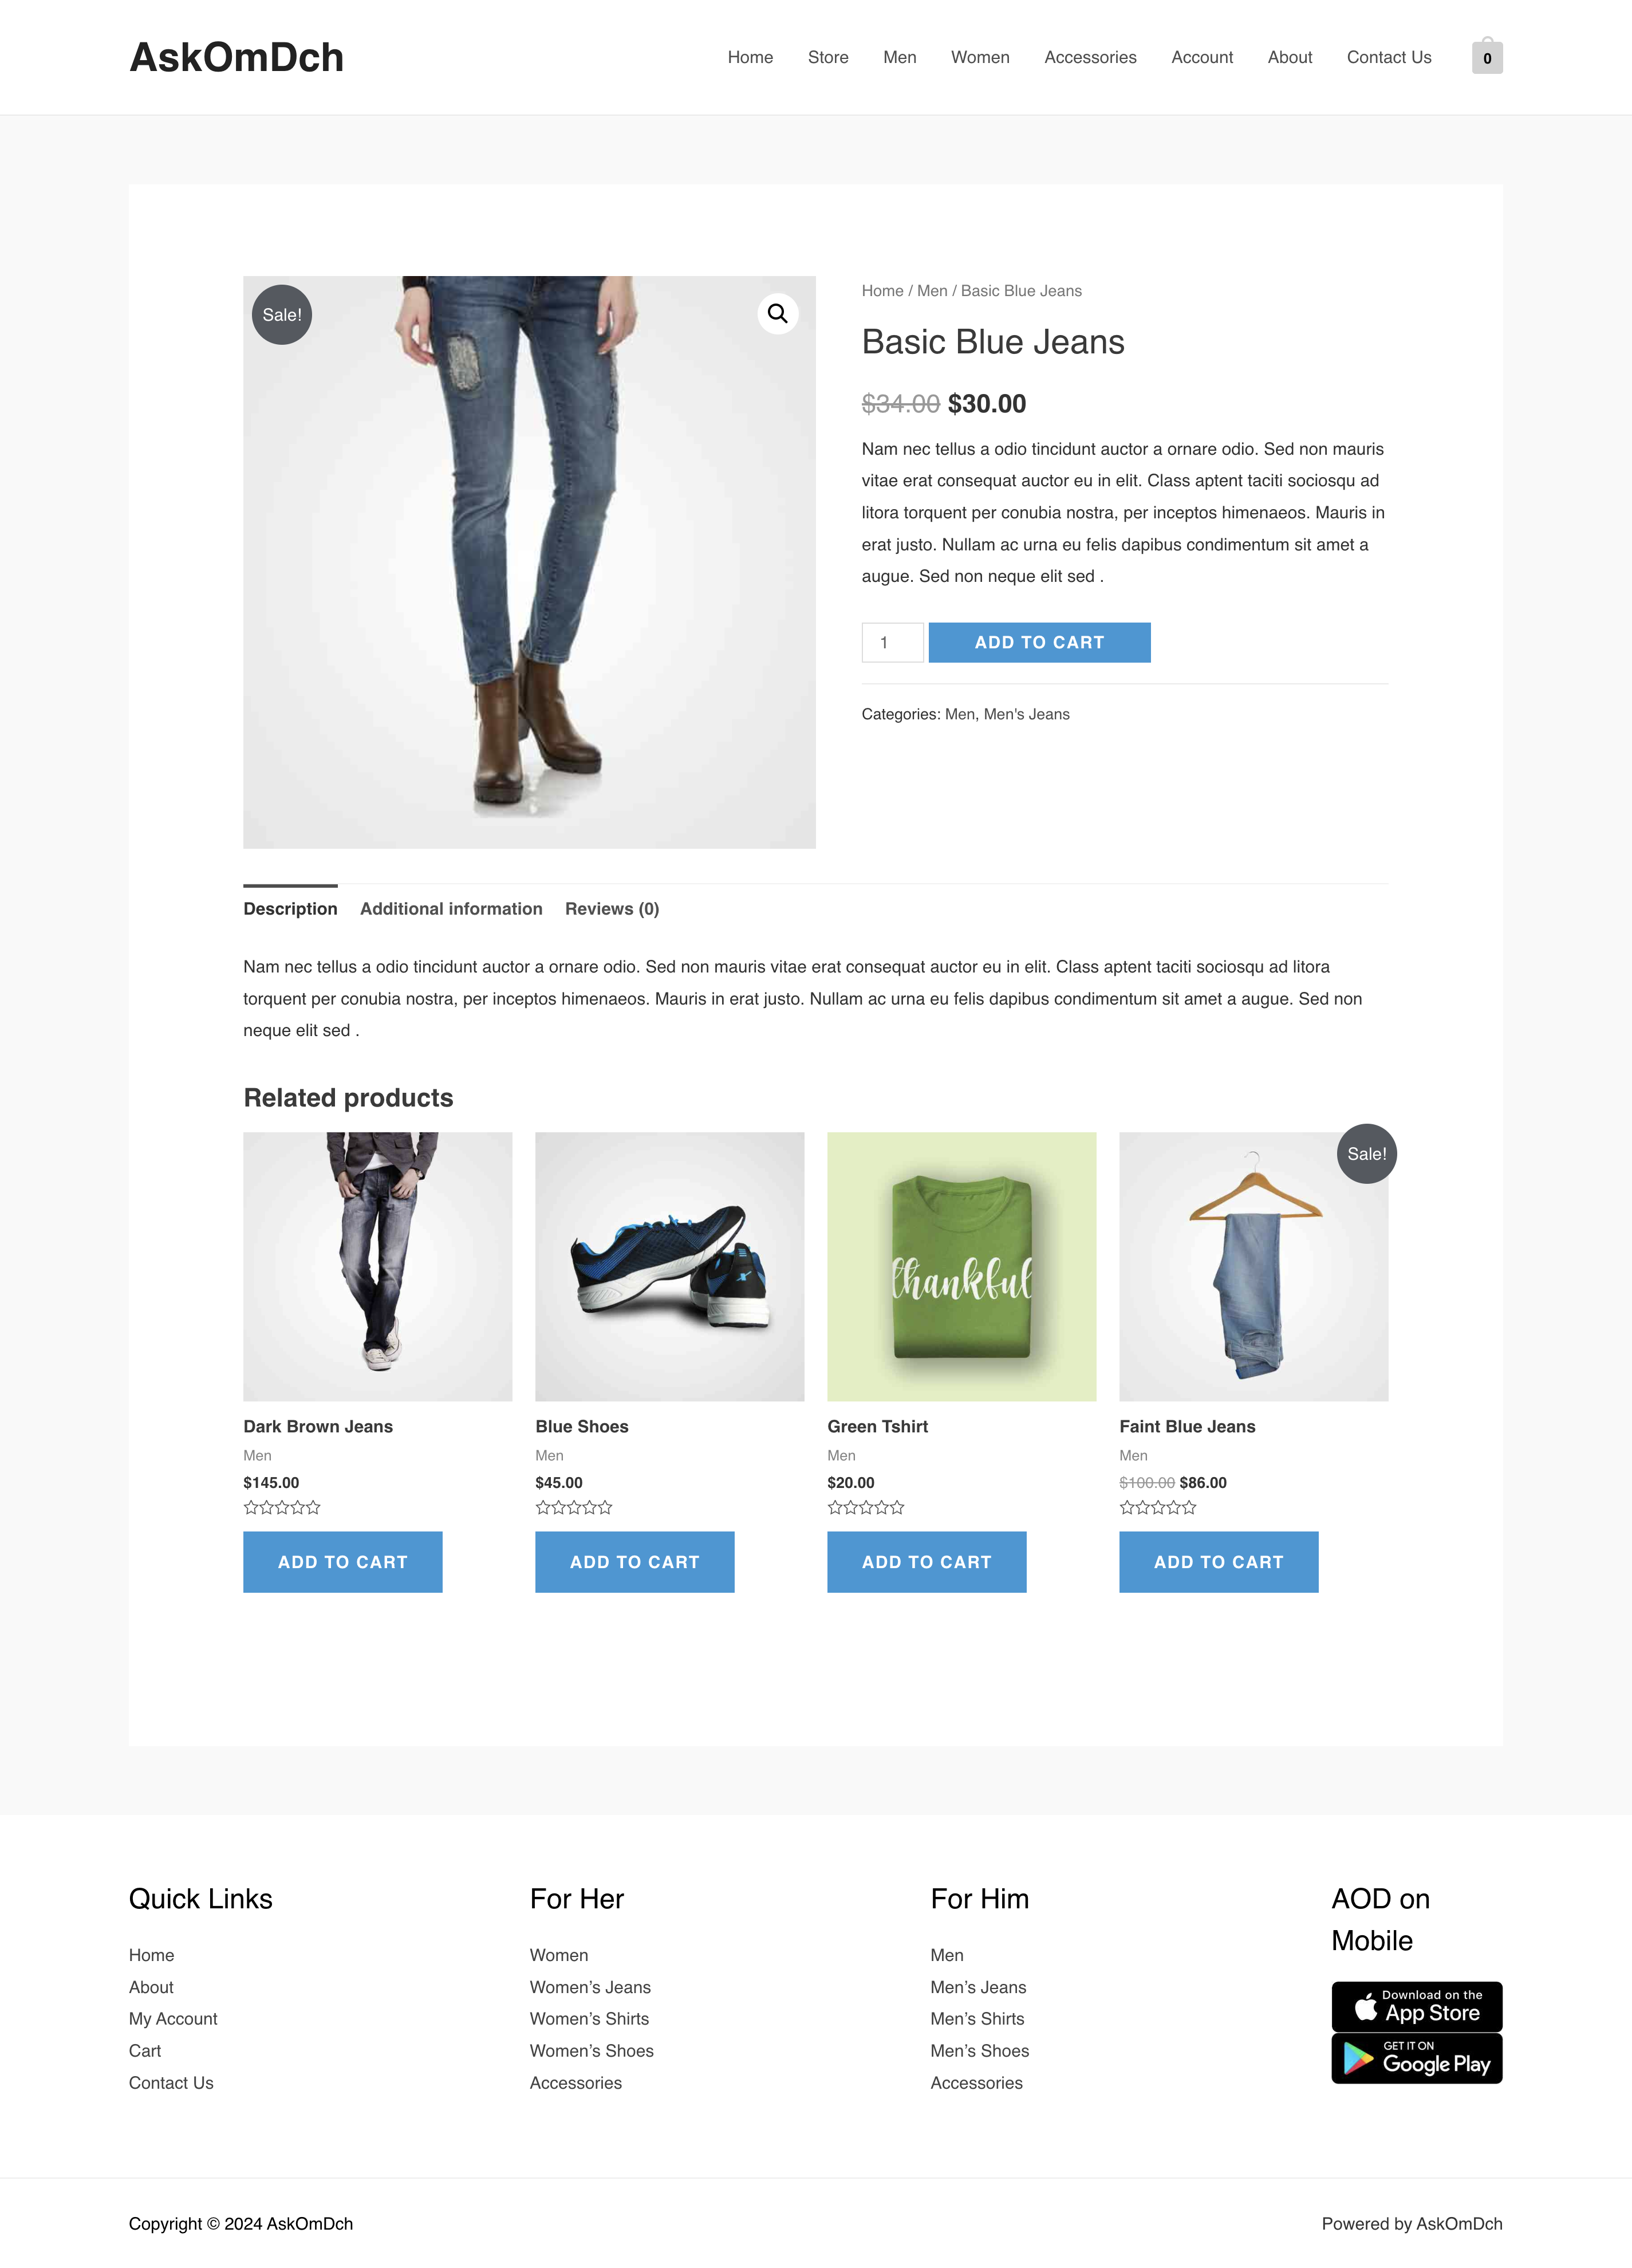 AskOmDch
Home Store Men Women Accessories Account About Contact Us 0
Sale!
Home / Men / Basic Blue Jeans
Basic Blue Jeans
$34.00 $30.00
Nam nec tellus a odio tincidunt auctor a ornare odio. Sed non mauris
vitae erat consequat auctor eu in elit. Class aptent taciti sociosqu ad
litora torquent per conubia nostra, per inceptos himenaeos. Mauris in
erat justo. Nullam ac urna eu felis dapibus condimentum sit amet a
augue. Sed non neque elit sed .
1 ADD TO CART
Categories: Men, Men's Jeans
Description Additional information Reviews (0)
Nam nec tellus a odio tincidunt auctor a ornare odio. Sed non mauris vitae erat consequat auctor eu in elit. Class aptent taciti sociosqu ad litora
torquent per conubia nostra, per inceptos himenaeos. Mauris in erat justo. Nullam ac urna eu felis dapibus condimentum sit amet a augue. Sed non
neque elit sed .
Related products
Dark Brown Jeans
Men
$145.00
ADD TO CART
Blue Shoes
Men
$45.00
ADD TO CART
thankful
Green Tshirt
Men
$20.00
ADD TO CART
Sale!
Faint Blue Jeans
Men
$100.00 $86.00
ADD TO CART
Quick Links
Home
About
My Account
Cart
Contact Us
For Her
Women
Women’s Jeans
Women’s Shirts
Women’s Shoes
Accessories
For Him
Men
Men’s Jeans
Men’s Shirts
Men’s Shoes
Accessories
AOD on
Mobile
Download on the
App Store
GET IT ON
Google Play
Copyright © 2024 AskOmDch
Powered by AskOmDch